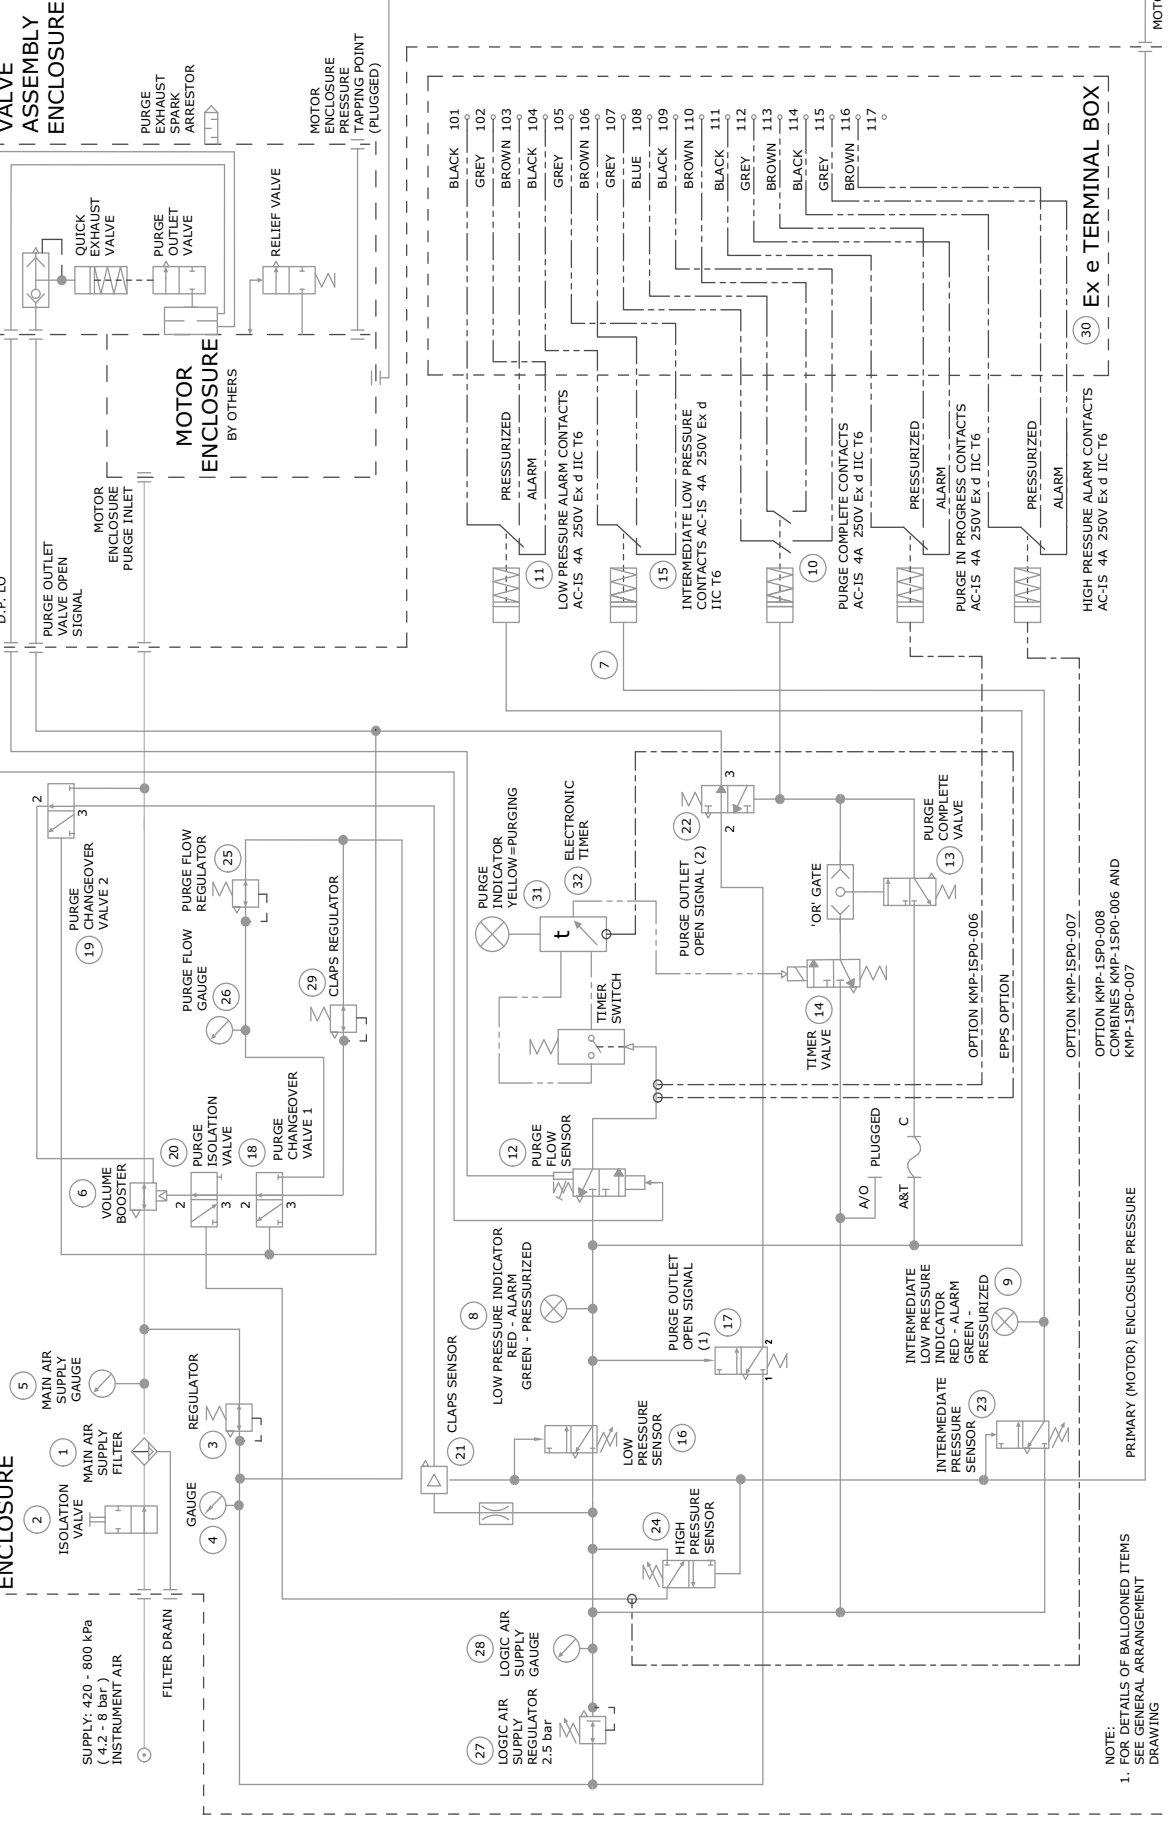 VALVE
ASSEMBLY
ENCLOSURE
PURGE
EXHAUST
SPARK
ARRESTOR
MOTOR
ENCLOSURE
PRESSURE
TAPPING POINT
(PLUGGED)
QUICK
EXHAUST
VALVE
PURGE
OUTLET
VALVE
RELIEF VALVE
MOTOR
ENCLOSURE
BY OTHERS
MOTOR
ENCLOSURE
PURGE INLET
D.P. LO
PURGE OUTLET
VALVE OPEN
SIGNAL
101
102
103
104
105
106
107
108
109
110
111
112
113
114
115
116
117
BLACK
GREY
BROWN
BLACK
GREY
BROWN
GREY
BLUE
BLACK
BROWN
BLACK
GREY
BROWN
BLACK
GREY
BROWN
Ex e TERMINAL BOX
30
PRESSURIZED
ALARM
11
LOW PRESSURE ALARM CONTACTS
AC-IS 4A 250V Ex d IIC T6
15
INTERMEDIATE LOW PRESSURE
CONTACTS AC-IS 4A 250V Ex d
IIC T6
10
PURGE COMPLETE CONTACTS
AC-IS 4A 250V Ex d IIC T6
PRESSURIZED
ALARM
PURGE IN PROGRESS CONTACTS
AC-IS 4A 250V Ex d IIC T6
PRESSURIZED
ALARM
HIGH PRESSURE ALARM CONTACTS
AC-IS 4A 250V Ex d IIC T6
7
2
3
PURGE
CHANGEOVER
VALVE 2
19
PURGE FLOW
REGULATOR
25
PURGE FLOW
GAUGE
26
29
CLAPS REGULATOR
PURGE
INDICATOR
YELLOW=PURGING
31
ELECTRONIC
TIMER
32
t
TIMER
SWITCH
22
3
2
PURGE OUTLET
OPEN SIGNAL (2)
'OR' GATE
PURGE
COMPLETE
VALVE
13
14
TIMER
VALVE
OPTION KMP-ISP0-006
EPPS OPTION
OPTION KMP-ISP0-007
OPTION KMP-1SP0-008
COMBINES KMP-1SP0-006 AND
KMP-1SP0-007
6
VOLUME
BOOSTER
20
PURGE
ISOLATION
VALVE
2
3
18
PURGE
CHANGEOVER
VALVE 1
2
3
12
PURGE
FLOW
SENSOR
PLUGGED
A/O
C
A&T
8
LOW PRESSURE INDICATOR
RED - ALARM
GREEN - PRESSURIZED
PURGE OUTLET
OPEN SIGNAL
(1)
17
1
2
INTERMEDIATE
LOW PRESSURE
INDICATOR
RED - ALARM
GREEN -
PRESSURIZED
9
PRIMARY (MOTOR) ENCLOSURE PRESSURE
5
MAIN AIR
SUPPLY
GAUGE
1
MAIN AIR
SUPPLY
FILTER
2
ISOLATION
VALVE
REGULATOR
3
GAUGE
4
CLAPS SENSOR
21
LOW
PRESSURE
SENSOR
16
24
HIGH
PRESSURE
SENSOR
INTERMEDIATE
PRESSURE
SENSOR
23
ENCLOSURE
SUPPLY: 420 - 800 kPa
( 4.2 - 8 bar )
INSTRUMENT AIR
FILTER DRAIN
28
LOGIC AIR
SUPPLY
GAUGE
27
LOGIC AIR
SUPPLY
REGULATOR
2.5 bar
NOTE:
1. FOR DETAILS OF BALLOONED ITEMS
SEE GENERAL ARRANGEMENT
DRAWING